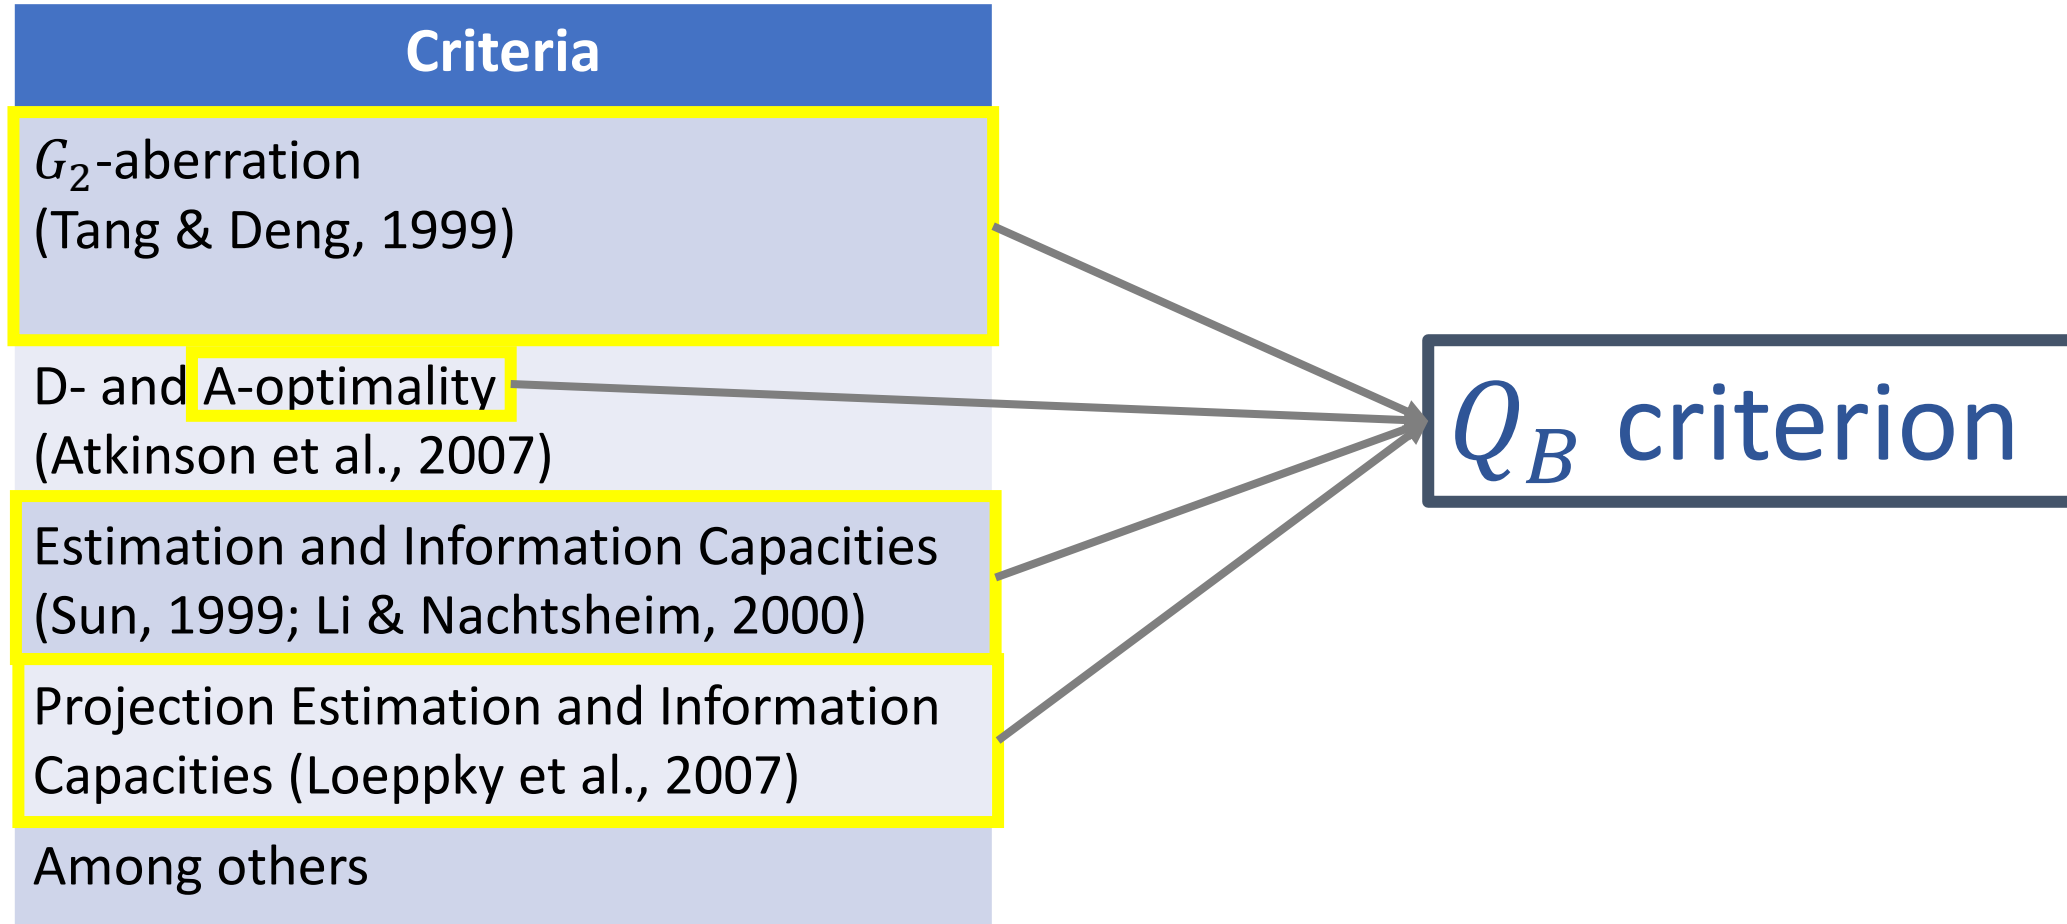 Criteria
G₂-aberration
(Tang & Deng, 1999)
D- and A-optimality
(Atkinson et al., 2007)
Estimation and Information Capacities
(Sun, 1999; Li & Nachtsheim, 2000)
Projection Estimation and Information
Capacities (Loeppky et al., 2007)
Among others
Q_B criterion